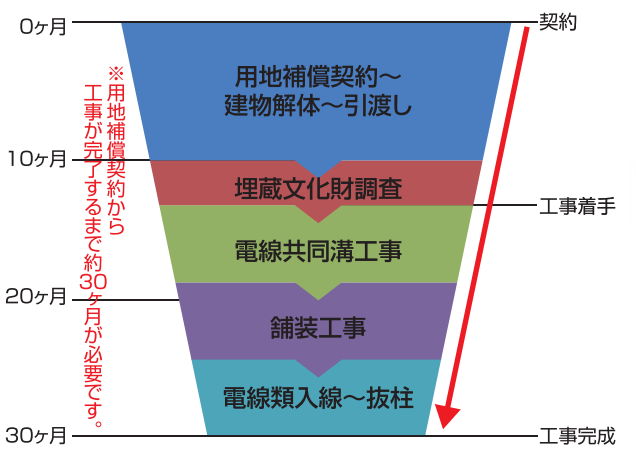 0ヶ月
契約
用地補償契約〜
建物解体〜引渡し
※用地補償契約から
工事が完了するまで約30ヶ月が必要です。
10ヶ月
埋蔵文化財調査
工事着手
電線共同溝工事
20ヶ月
舗装工事
電線類入線〜抜柱
30ヶ月
工事完成